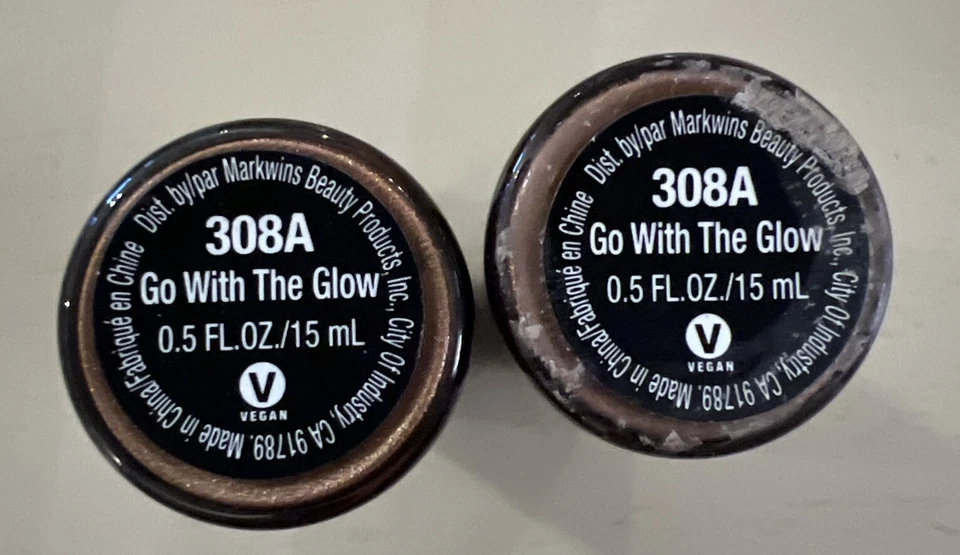 Dist. by/par Markwins Beauty Products, Inc., City Of Industry, CA 91789. Made in China/Fabriqué en Chine
308A
Go With The Glow
0.5 FL.OZ./15 mL
V
VEGAN
Dist. by/par Markwins Beauty Products, Inc., City Of Industry, CA 91789. Made in China/Fabriqué en Chine
308A
Go With The Glow
0.5 FL.OZ./15 mL
V
VEGAN